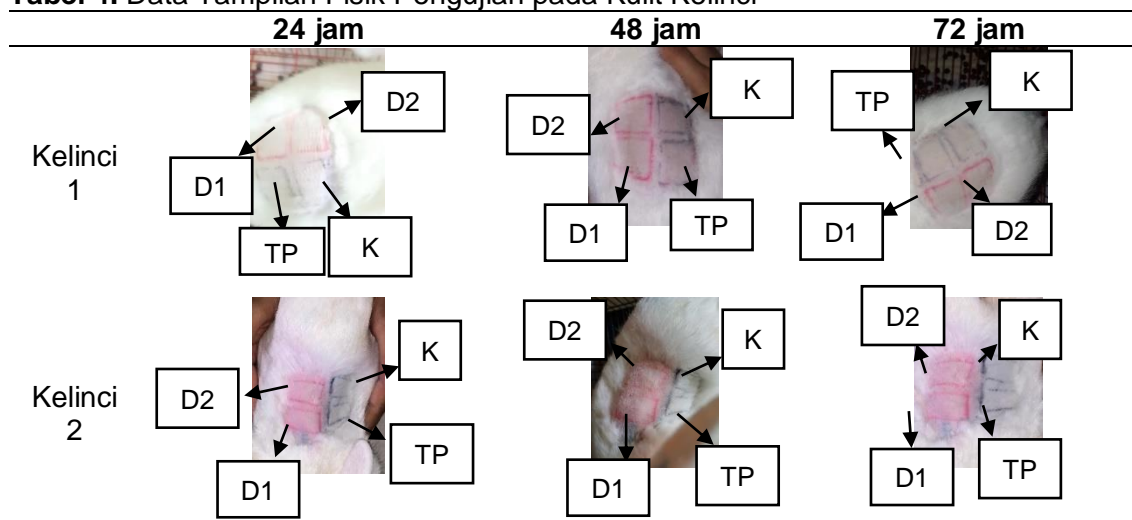 Tabel 4. Data Tampilan Fisik Pengujian pada Kulit Kelinci
24 jam 48 jam 72 jam
Kelinci
1
D2
D1
TP
K
D2
K
D1
TP
TP
K
D1
D2
Kelinci
2
K
D2
TP
D1
D2
K
D1
TP
D2
K
D1
TP